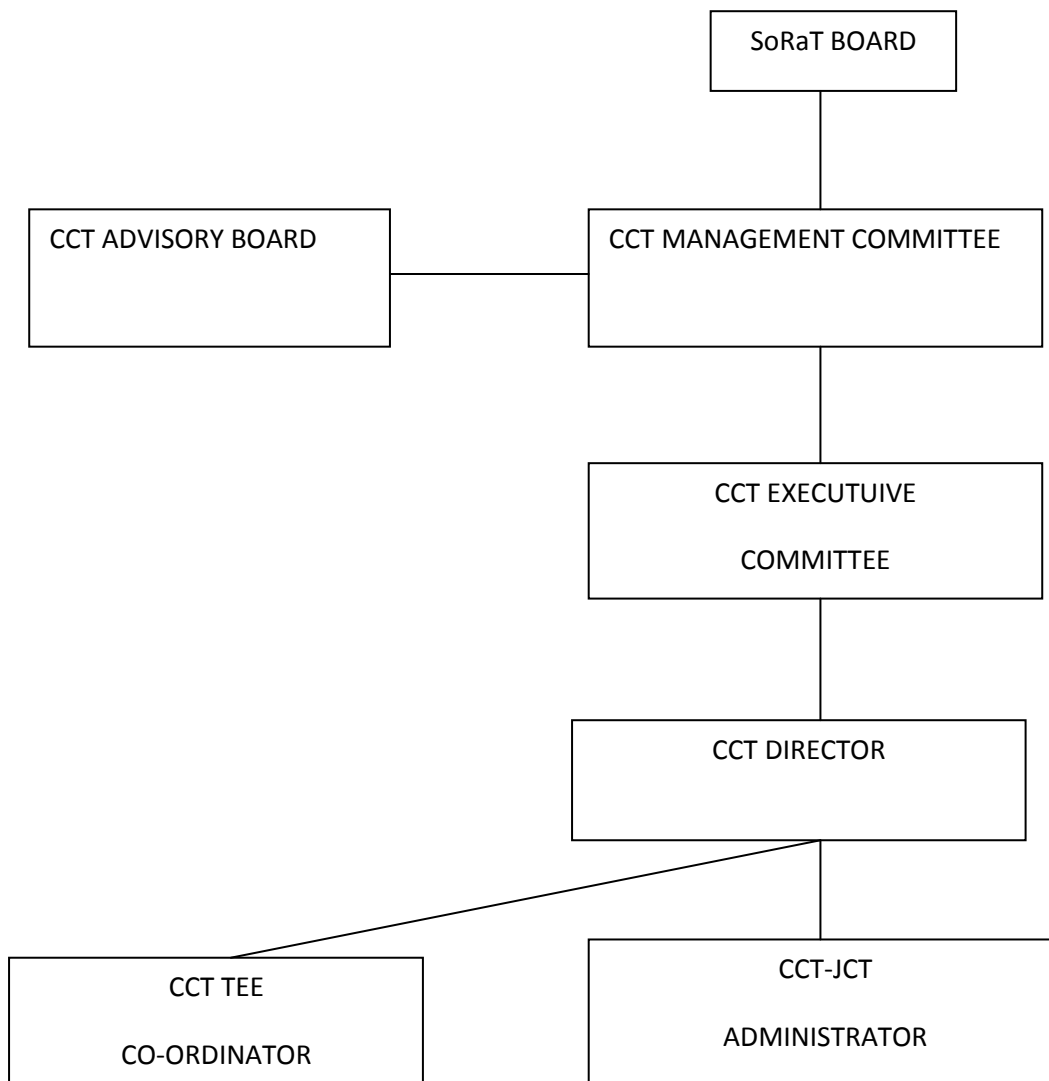 SoRaT BOARD
CCT ADVISORY BOARD
CCT MANAGEMENT COMMITTEE
CCT EXECUTUIVE
COMMITTEE
CCT DIRECTOR
CCT TEE
CO-ORDINATOR
CCT-JCT
ADMINISTRATOR